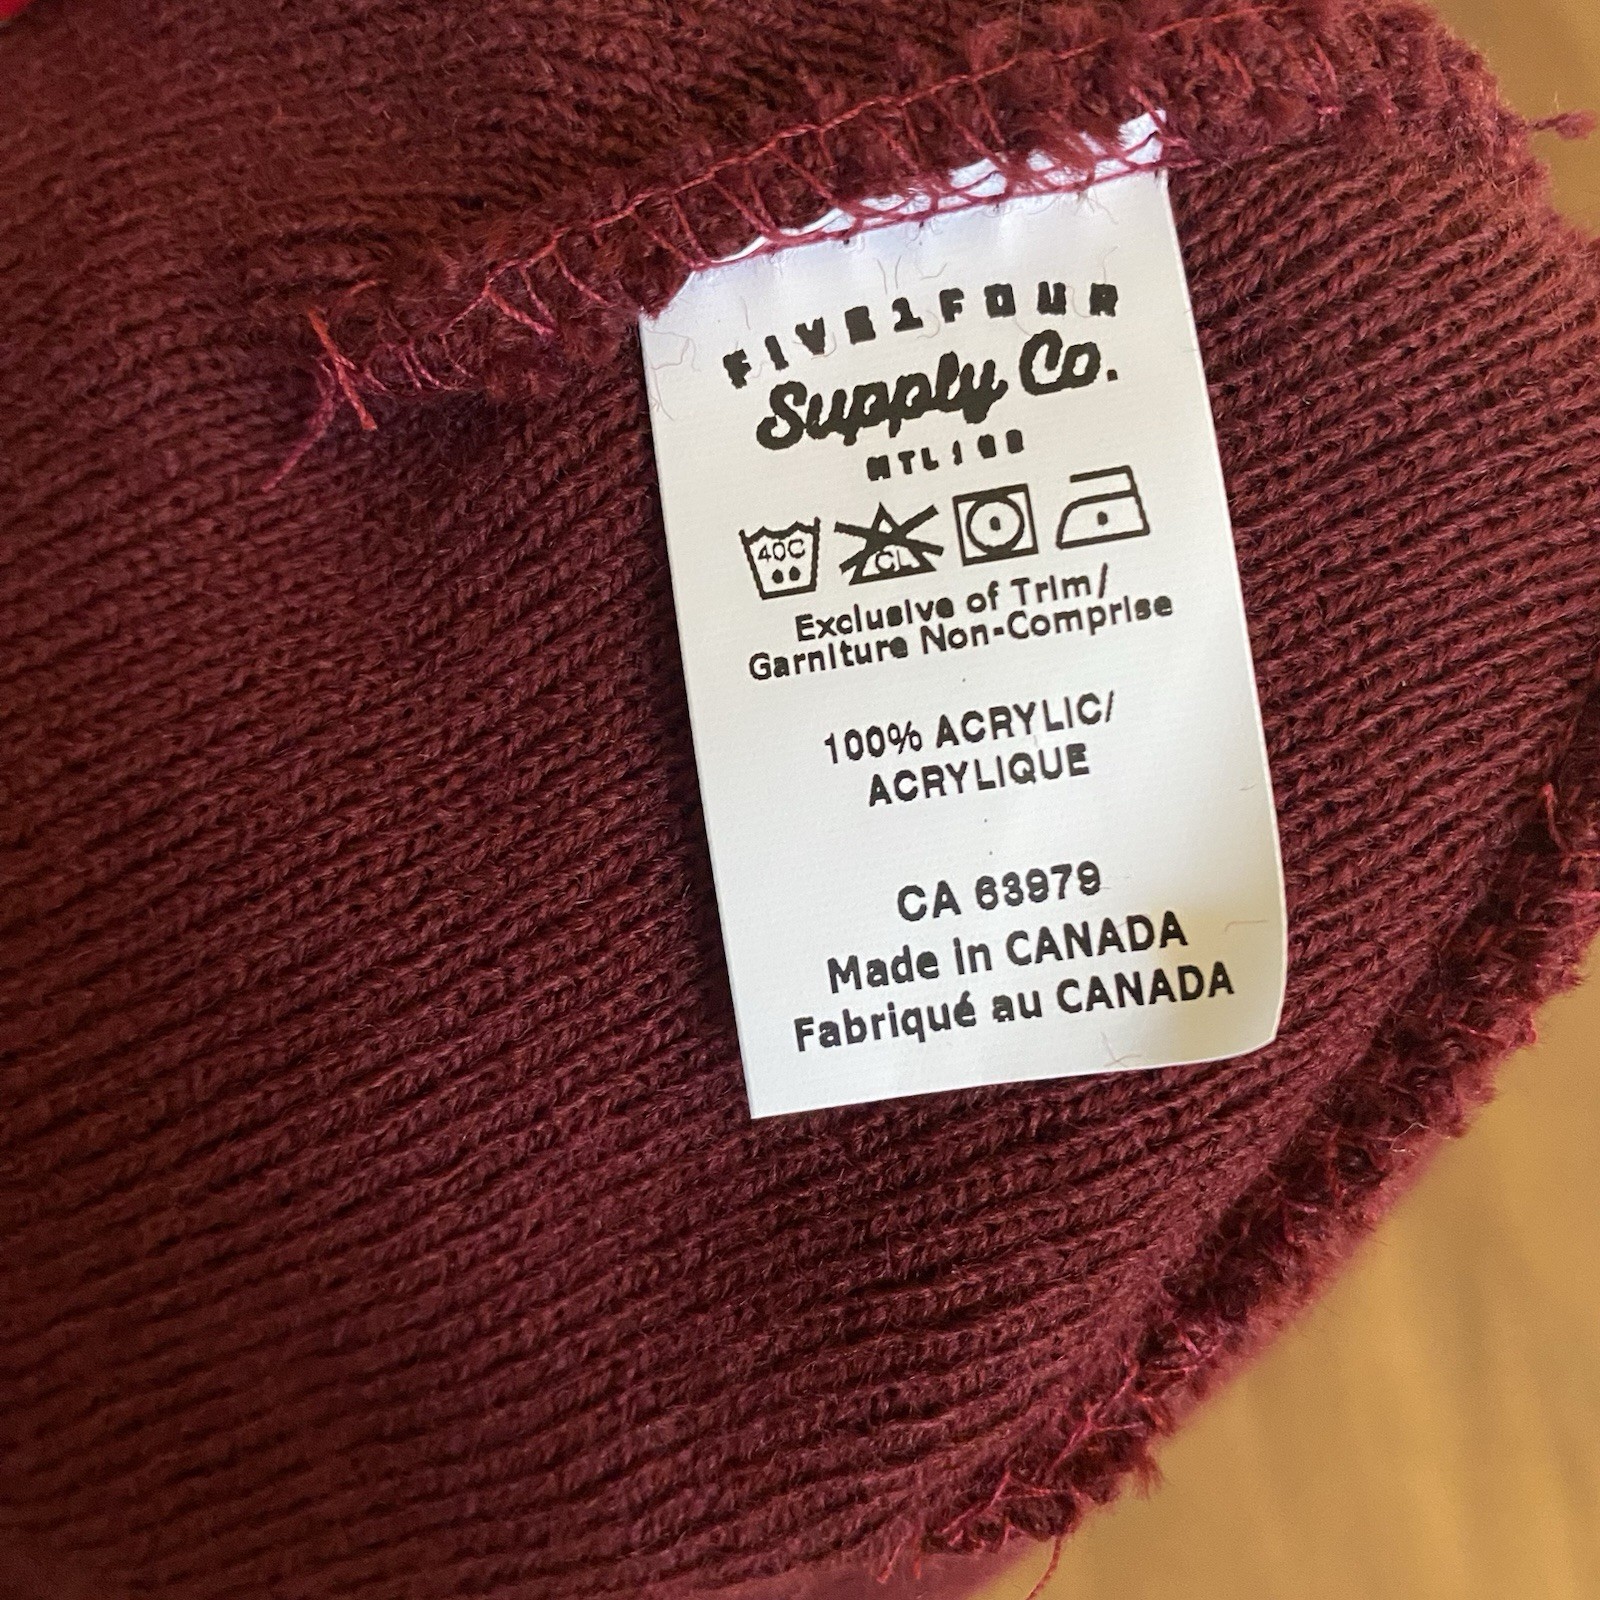 FIVE1FOUR
Supply Co.
MTL
40C
CL
Exclusive of Trim/
Garniture Non-Comprise
100% ACRYLIC/
ACRYLIQUE
CA 63979
Made in CANADA
Fabriqué au CANADA